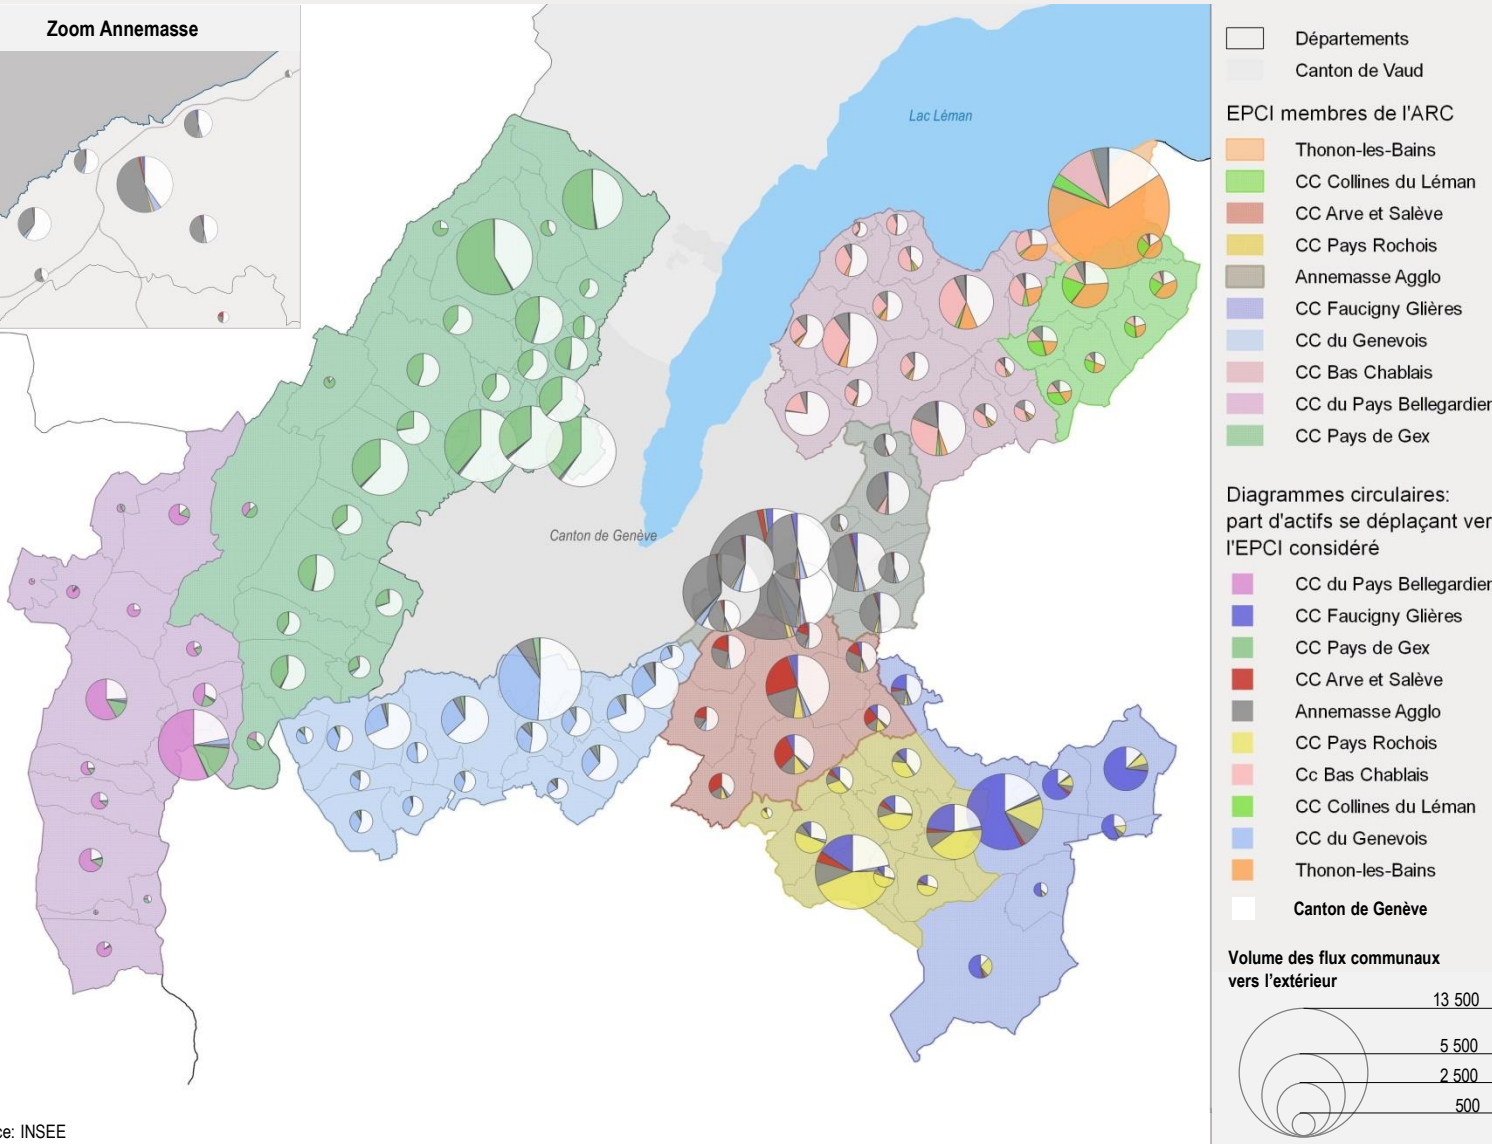 Zoom Annemasse
Lac Léman
Canton de Genève
Départements
Canton de Vaud
EPCI membres de l'ARC
Thonon-les-Bains
CC Collines du Léman
CC Arve et Salève
CC Pays Rochois
Annemasse Agglo
CC Faucigny Glières
CC du Genevois
CC Bas Chablais
CC du Pays Bellegardien
CC Pays de Gex
Diagrammes circulaires:
part d'actifs se déplaçant ver
l'EPCI considéré
CC du Pays Bellegardien
CC Faucigny Glières
CC Pays de Gex
CC Arve et Salève
Annemasse Agglo
CC Pays Rochois
Cc Bas Chablais
CC Collines du Léman
CC du Genevois
Thonon-les-Bains
Canton de Genève
Volume des flux communaux
vers l'extérieur
13 500
5 500
2 500
500
ce: INSEE